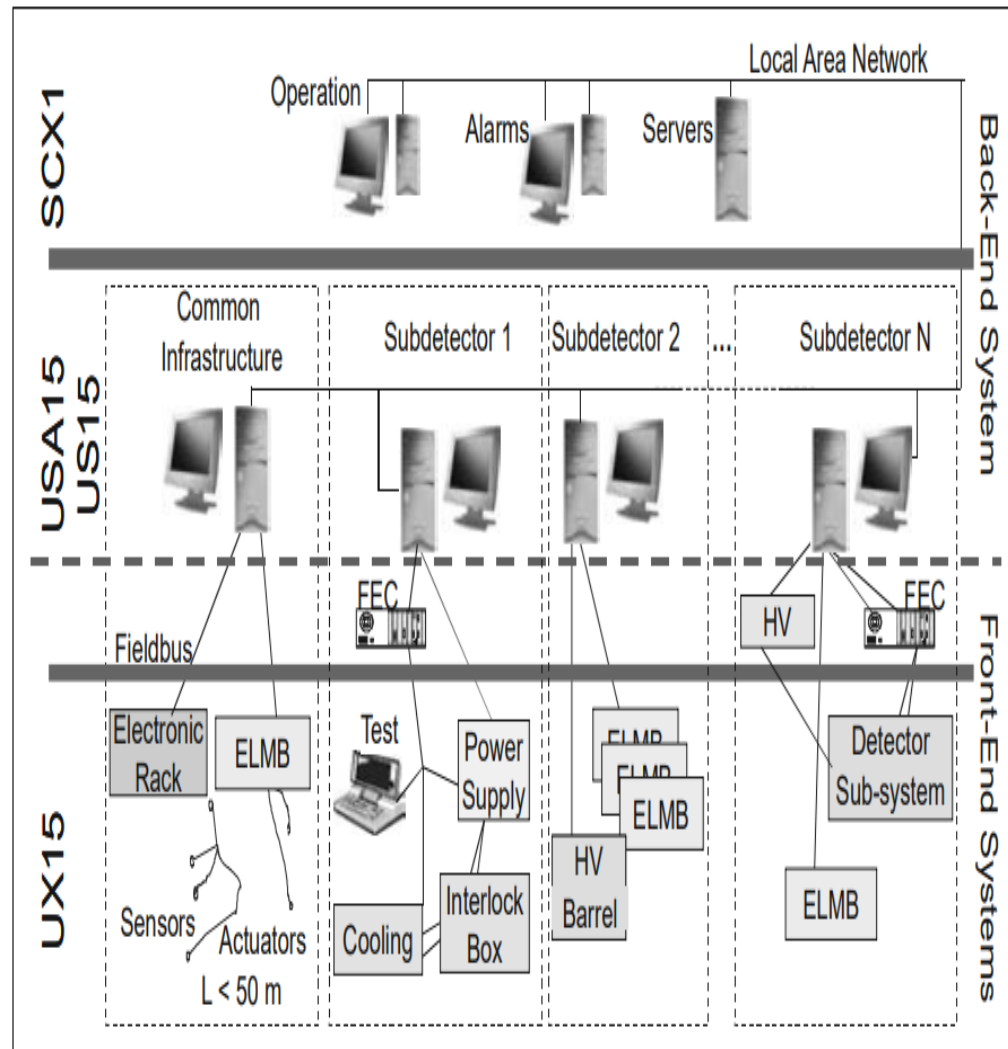 Local Area Network
Operation
Alarms
Servers
SCX1
Back-End System
Common
Infrastructure
Subdetector 1
Subdetector 2
...
Subdetector N
USA15
US15
FEC
HV
FEC
Fieldbus
Front-End Systems
Electronic
Rack
ELMB
Test
Power
Supply
ELMB
ELMB
ELMB
Detector
Sub-system
UX15
Sensors
Actuators
L < 50 m
Cooling
Interlock
Box
HV
Barrel
ELMB